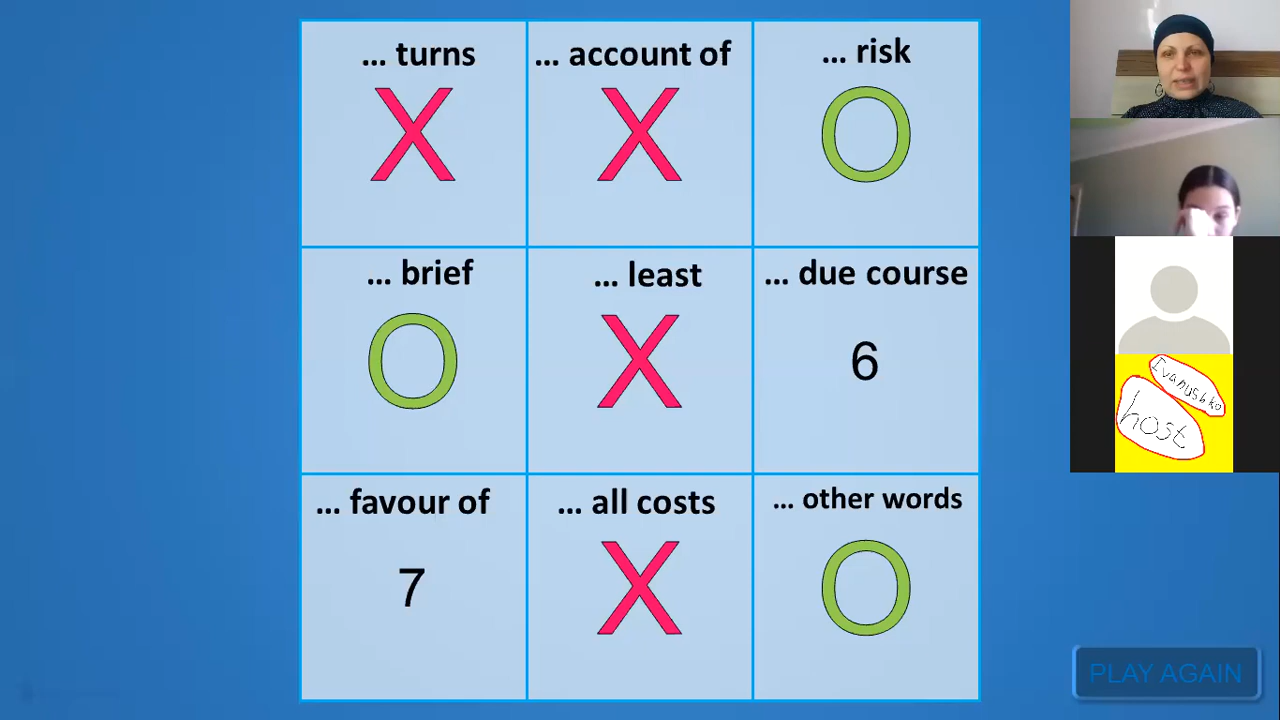 ... turns
X
... account of
X
... risk
O
... brief
O
... least
X
... due course
6
... favour of
7
... all costs
X
... other words
O
Ivanushko
host
PLAY AGAIN